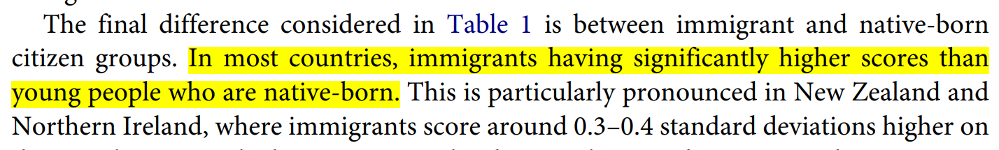 The final difference considered in Table 1 is between immigrant and native-born
citizen groups. In most countries, immigrants having significantly higher scores than
young people who are native-born. This is particularly pronounced in New Zealand and
Northern Ireland, where immigrants score around 0.3–0.4 standard deviations higher on